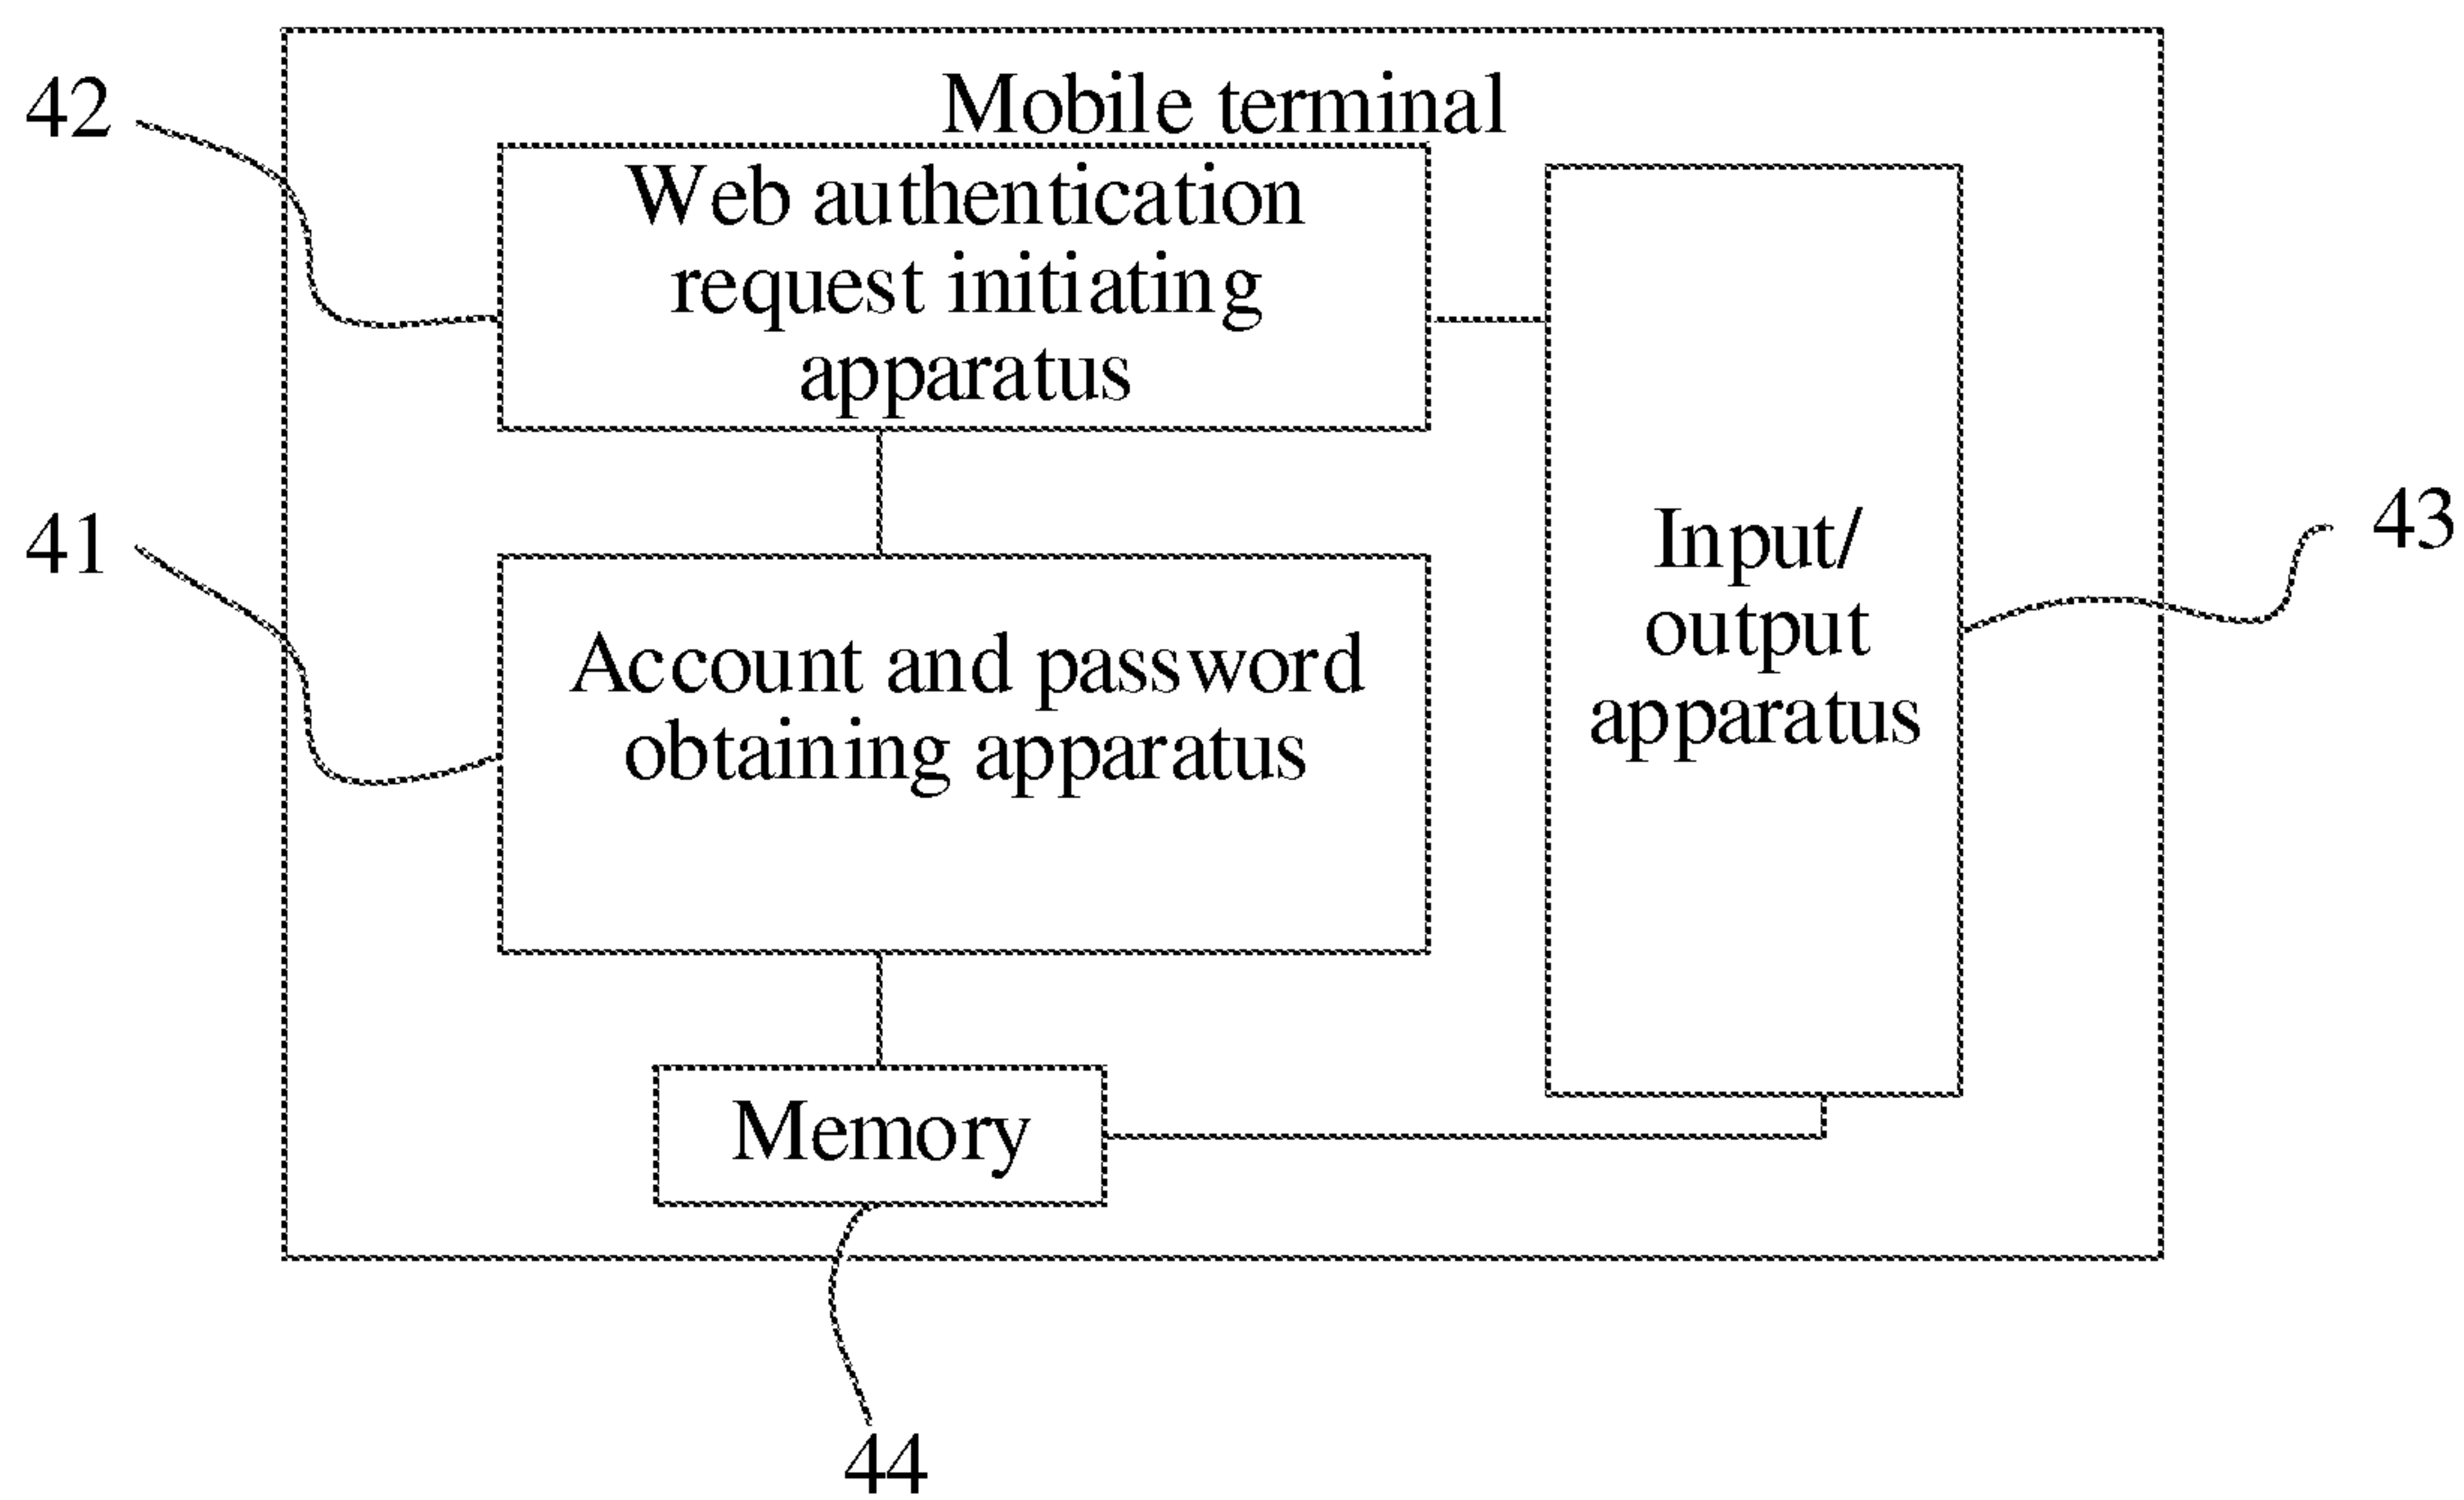 Mobile terminal
42
Web authentication
request initiating
apparatus
41
Account and password
obtaining apparatus
Input/
output
apparatus
43
Memory
44